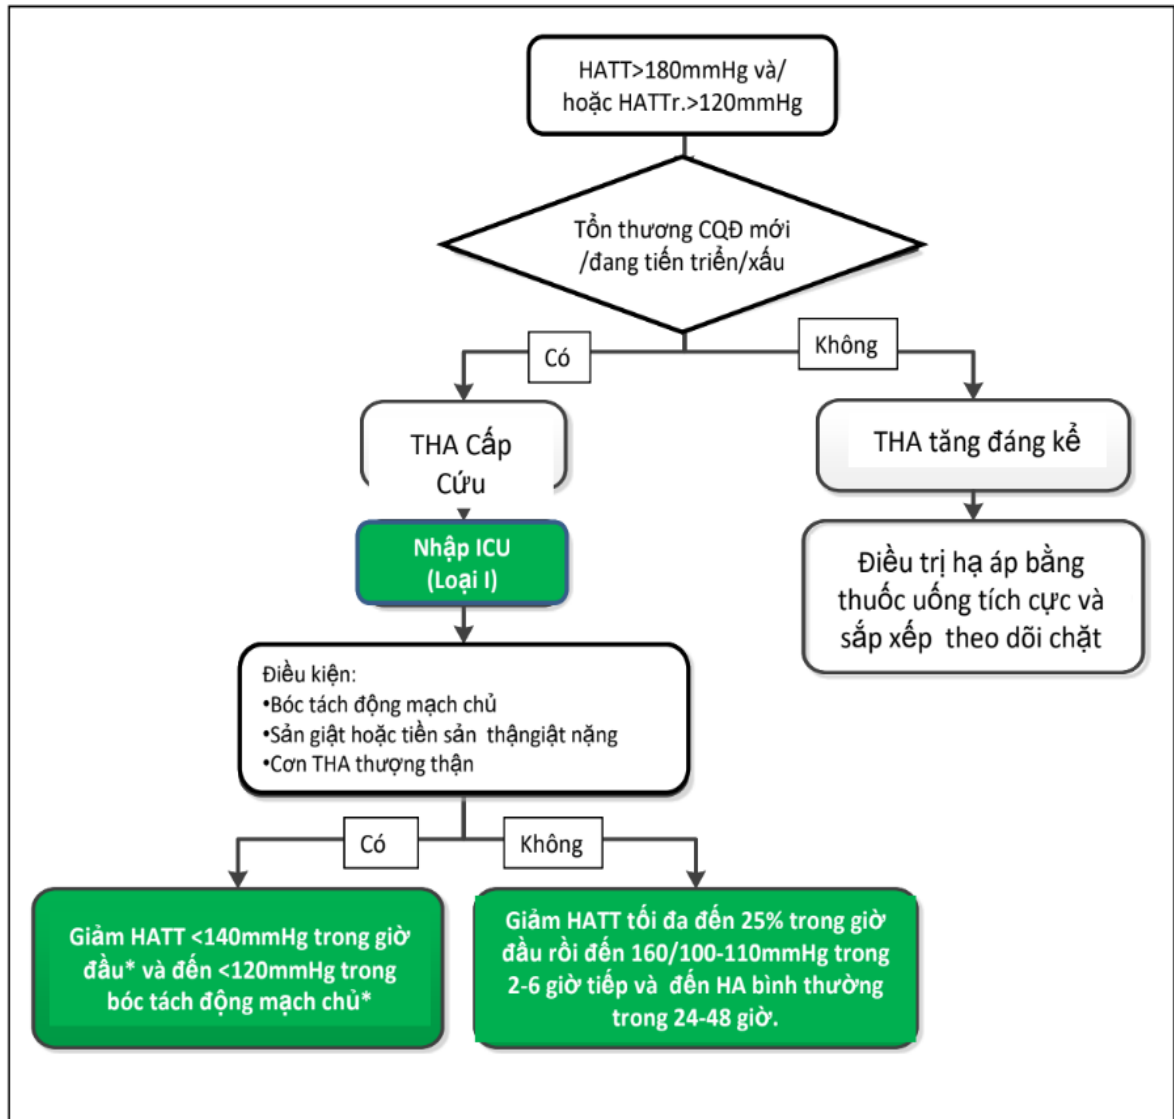 HATT>180mmHg và/
hoặc HATTr.>120mmHg
Tổn thương CQĐ mới
/đang tiến triển/xấu
Có
Không
THA Cấp
Cứu
THA tăng đáng kể
Nhập ICU
(Loại I)
Điều trị hạ áp bằng
thuốc uống tích cực và
sắp xếp theo dõi chặt
Điều kiện:
•Bóc tách động mạch chủ
•Sản giật hoặc tiền sản thậngiật nặng
•Cơn THA thượng thận
Có
Không
Giảm HATT <140mmHg trong giờ
đầu* và đến <120mmHg trong
bóc tách động mạch chủ*
Giảm HATT tối đa đến 25% trong giờ
đầu rồi đến 160/100-110mmHg trong
2-6 giờ tiếp và đến HA bình thường
trong 24-48 giờ.